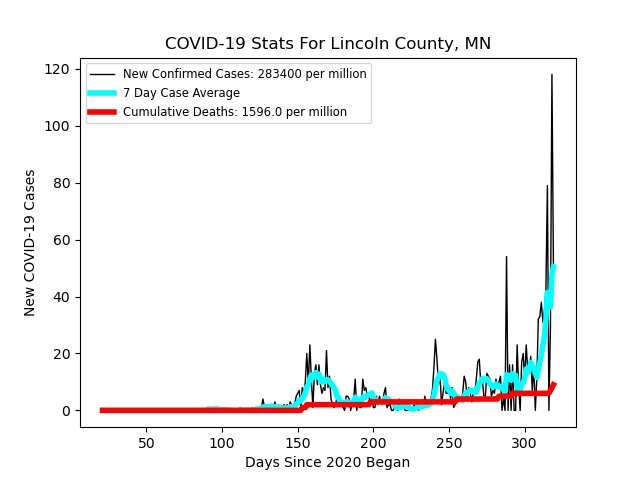 COVID-19 Stats For Lincoln County, MN
New Confirmed Cases: 283400 per million
7 Day Case Average
Cumulative Deaths: 1596.0 per million
New COVID-19 Cases
120
100
80
60
40
20
0
50
100
150
200
250
300
Days Since 2020 Began